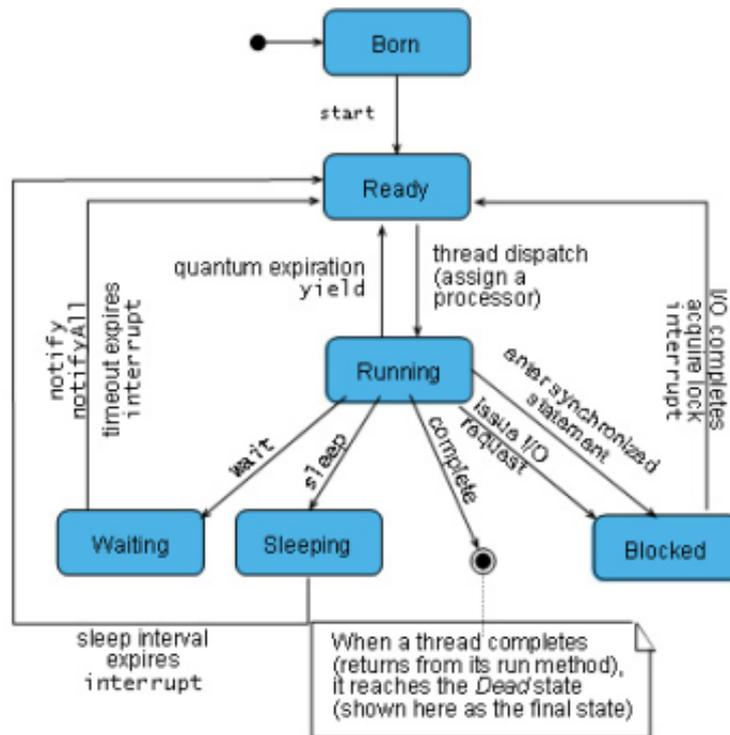 Born
start
Ready
quantum expiration
yield
thread dispatch
(assign a
processor)
notify
notifyAll
timeout expires
interrupt
I/O completes
acquire lock
interrupt
Running
enter synchronized
statement
issue I/O
request
wait
sleep
complete
Waiting
Sleeping
Blocked
sleep interval
expires
interrupt
When a thread completes
(returns from its run method),
it reaches the Dead state
(shown here as the final state)